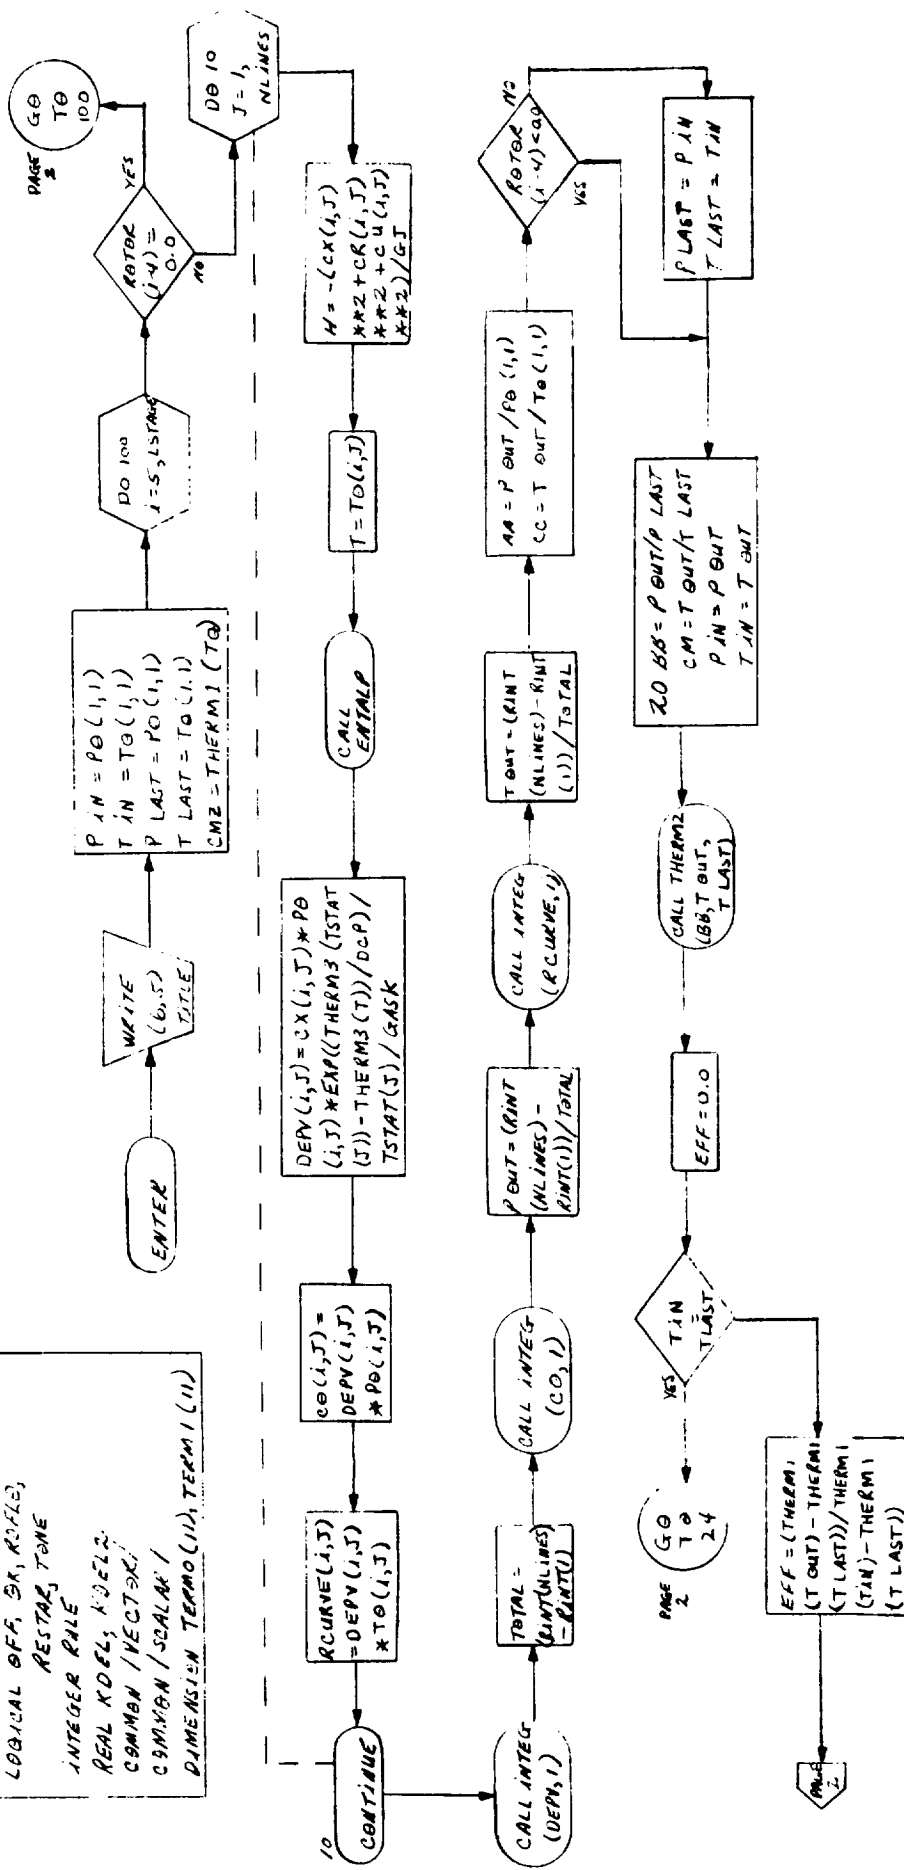 LOGICAL OFF, OK, ROFLO,
RESTAR, TONE
INTEGER RULE
REAL KDEL, KDEL2
COMMON /VECTOR/
COMMON /SCALAR/
DIMENSION TERMO(11), TERM1(11)
ENTER
WRITE
(6,5)
TITLE
P IN = PO(1,1)
T IN = TO(1,1)
P LAST = PO(1,1)
T LAST = TO(1,1)
CM2 = THERM1(TO
DO 100
i=5, LSTAGE
ROTOR
(i-4) =
0.0
YES
NO
PAGE
GO
TO
100
DO 10
J=1,
NLINES
H = -(CX(i,J)
**2+CR(i,J)
**2+CU(i,J)
**2)/GJ
T=TO(i,J)
CALL
ENTALP
DEPV(i,J)=CX(i,J)*PO
(i,J)*EXP((THERM3(TSTAT
(J))-THERM3(T))/DCP)/
TSTAT(J)/GASK
CO(i,J)=
DEPV(i,J)
*PO(i,J)
RCURVE(i,J)
=DEPV(i,J)
*TO(i,J)
10
CONTINUE
CALL INTEG
(DEPV,1)
TOTAL=
(RINT(NLINES)
-RINT(1)
CALL INTEG
(CO,1)
P OUT=(RINT
(NLINES)-
RINT(1))/TOTAL
CALL INTEG
(RCURVE,1)
T OUT=(RINT
(NLINES)-RINT
(1))/TOTAL
AA = P OUT/PO(1,1)
CC = T OUT/TO(1,1)
ROTOR
(i-4)<0.0
NO
YES
P LAST = P IN
T LAST = T IN
20 BB=P OUT/P LAST
CM=T OUT/T LAST
P IN=P OUT
T IN=T OUT
CALL THERM2
(BB,T OUT,
T LAST)
EFF=0.0
T IN
=
TLAST
YES
PAGE
2
GO
TO
24
EFF=(THERM1
(T OUT)-THERM1
(T LAST))/THERM1
(TIN)-THERM1
(T LAST))
PAGE
2